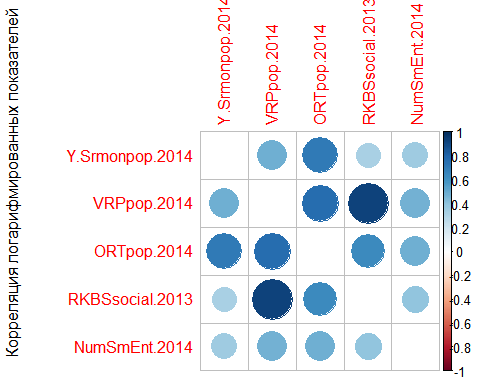 Корреляция логарифмированных показателей
Y.Srmonpop.2014
VRPpop.2014
ORTpop.2014
RKBSsocial.2013
NumSmEnt.2014
Y.Srmonpop.2014
VRPpop.2014
ORTpop.2014
RKBSsocial.2013
NumSmEnt.2014
1
0.8
0.6
0.4
0.2
0
-0.2
-0.4
-0.6
-0.8
-1